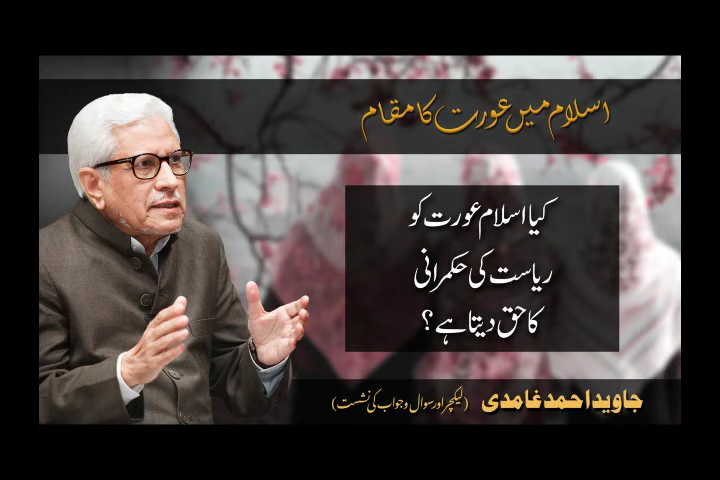 اسلام میں عورت کا مقام
کیا اسلام عورت کو
ریاست کی حکمرانی
کا حق دیتا ہے؟
جاوید احمد غامدی (لیکچر اور سوال و جواب کی نشست)